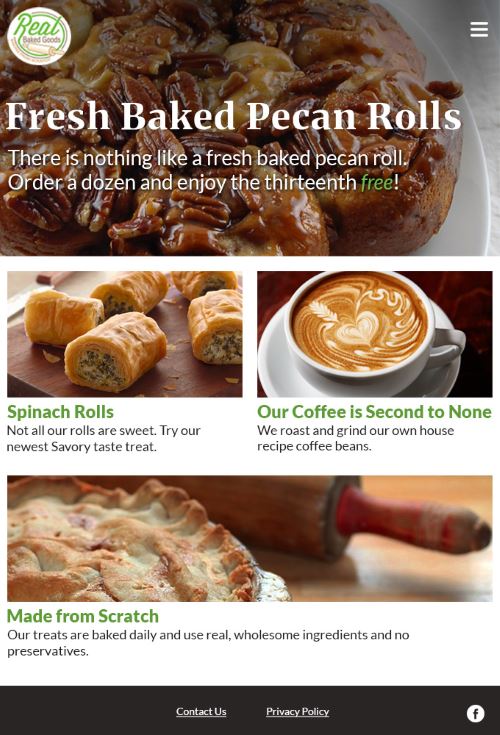 Real
Baked Goods
Fresh Baked Pecan Rolls
There is nothing like a fresh baked pecan roll.
Order a dozen and enjoy the thirteenth free!
Spinach Rolls
Not all our rolls are sweet. Try our
newest Savory taste treat.
Our Coffee is Second to None
We roast and grind our own house
recipe coffee beans.
Made from Scratch
Our treats are baked daily and use real, wholesome ingredients and no
preservatives.
Contact Us
Privacy Policy